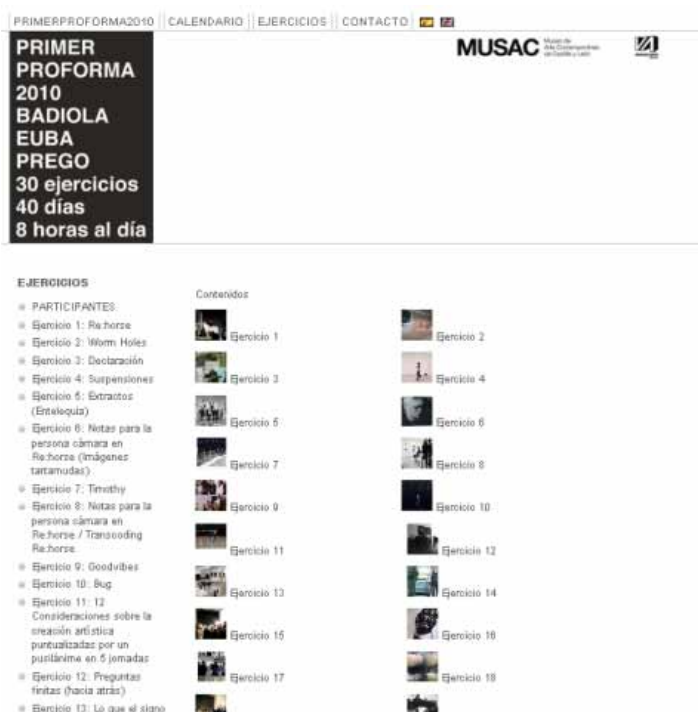 PRIMERPROFORMA2010 CALENDARIO EJERCICIOS CONTACTO
PRIMER
PROFORMA
2010
BADIOLA
EUBA
PREGO
30 ejercicios
40 días
8 horas al día
MUSAC Museo de
Arte Contemporáneo
de Castilla y León
EJERCICIOS
PARTICIPANTES
Ejercicio 1: Re:horse
Ejercicio 2: Worm Holes
Ejercicio 3: Declaración
Ejercicio 4: Suspensiones
Ejercicio 5: Extractos
(Entelequia)
Ejercicio 6: Notas para la
persona cámara en
Re:horse (Imágenes
tartamudas)
Ejercicio 7: Timothy
Ejercicio 8: Notas para la
persona cámara en
Re:horse / Transcoding
Re:horse
Ejercicio 9: Goodvibes
Ejercicio 10: Bug
Ejercicio 11: 12
Consideraciones sobre la
creación artística
puntualizadas por un
pusilánime en 5 jornadas
Ejercicio 12: Preguntas
finitas (hacia atrás)
Ejercicio 13: Lo que el signo
Contenidos
Ejercicio 1
Ejercicio 2
Ejercicio 3
Ejercicio 4
Ejercicio 5
Ejercicio 6
Ejercicio 7
Ejercicio 8
Ejercicio 9
Ejercicio 10
Ejercicio 11
Ejercicio 12
Ejercicio 13
Ejercicio 14
Ejercicio 15
Ejercicio 16
Ejercicio 17
Ejercicio 18